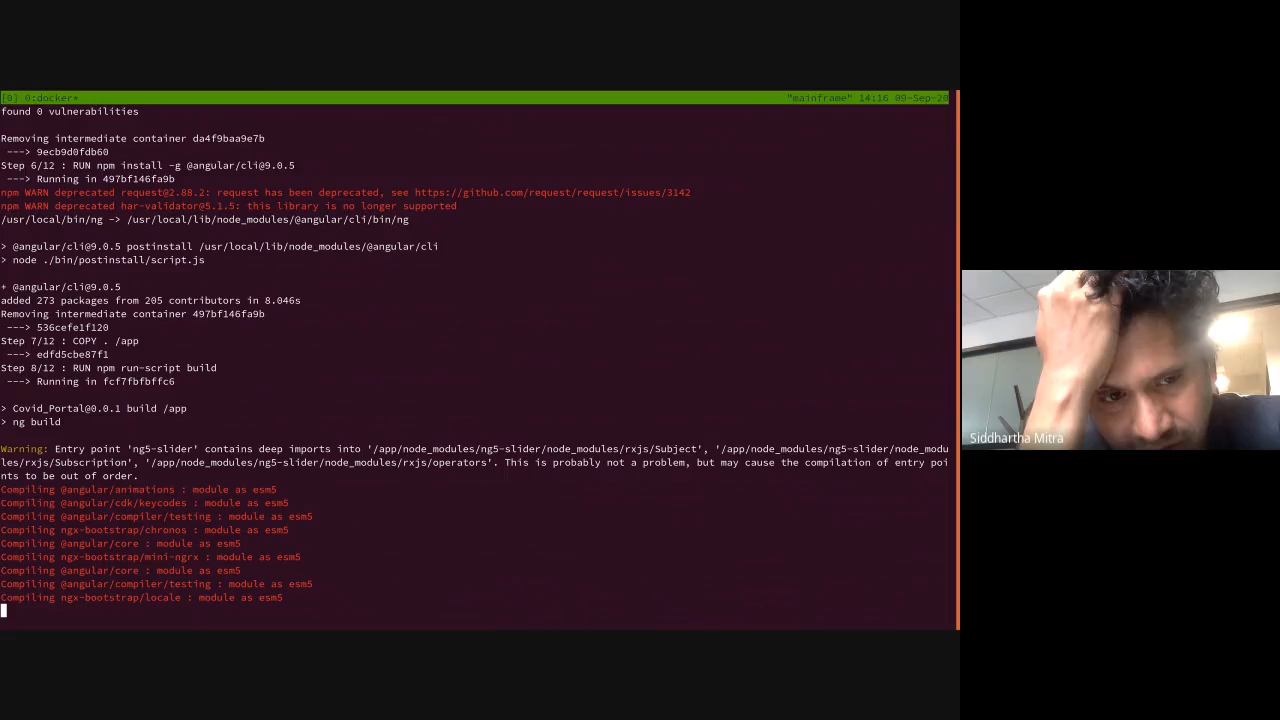 [0] 0:docker* "mainframe" 14:16 09-Sep-20
found 0 vulnerabilities
Removing intermediate container da4f9baa9e7b
---> 9ecb9d0fdb60
Step 6/12 : RUN npm install -g @angular/cli@9.0.5
---> Running in 497bf146fa9b
npm WARN deprecated request@2.88.2: request has been deprecated, see https://github.com/request/request/issues/3142
npm WARN deprecated har-validator@5.1.5: this library is no longer supported
/usr/local/bin/ng -> /usr/local/lib/node_modules/@angular/cli/bin/ng
> @angular/cli@9.0.5 postinstall /usr/local/lib/node_modules/@angular/cli
> node ./bin/postinstall/script.js
+ @angular/cli@9.0.5
added 273 packages from 205 contributors in 8.046s
Removing intermediate container 497bf146fa9b
---> 536cefe1f120
Step 7/12 : COPY . /app
---> edfd5cbe87f1
Step 8/12 : RUN npm run-script build
---> Running in fcf7fbfbffc6
> Covid_Portal@0.0.1 build /app
> ng build
Warning: Entry point 'ng5-slider' contains deep imports into '/app/node_modules/ng5-slider/node_modules/rxjs/Subject', '/app/node_modules/ng5-slider/node_modu
les/rxjs/Subscription', '/app/node_modules/ng5-slider/node_modules/rxjs/operators'. This is probably not a problem, but may cause the compilation of entry poi
nts to be out of order.
Compiling @angular/animations : module as esm5
Compiling @angular/cdk/keycodes : module as esm5
Compiling @angular/compiler/testing : module as esm5
Compiling ngx-bootstrap/chronos : module as esm5
Compiling @angular/core : module as esm5
Compiling ngx-bootstrap/mini-ngrx : module as esm5
Compiling @angular/core : module as esm5
Compiling @angular/compiler/testing : module as esm5
Compiling ngx-bootstrap/locale : module as esm5
Siddhartha Mitra